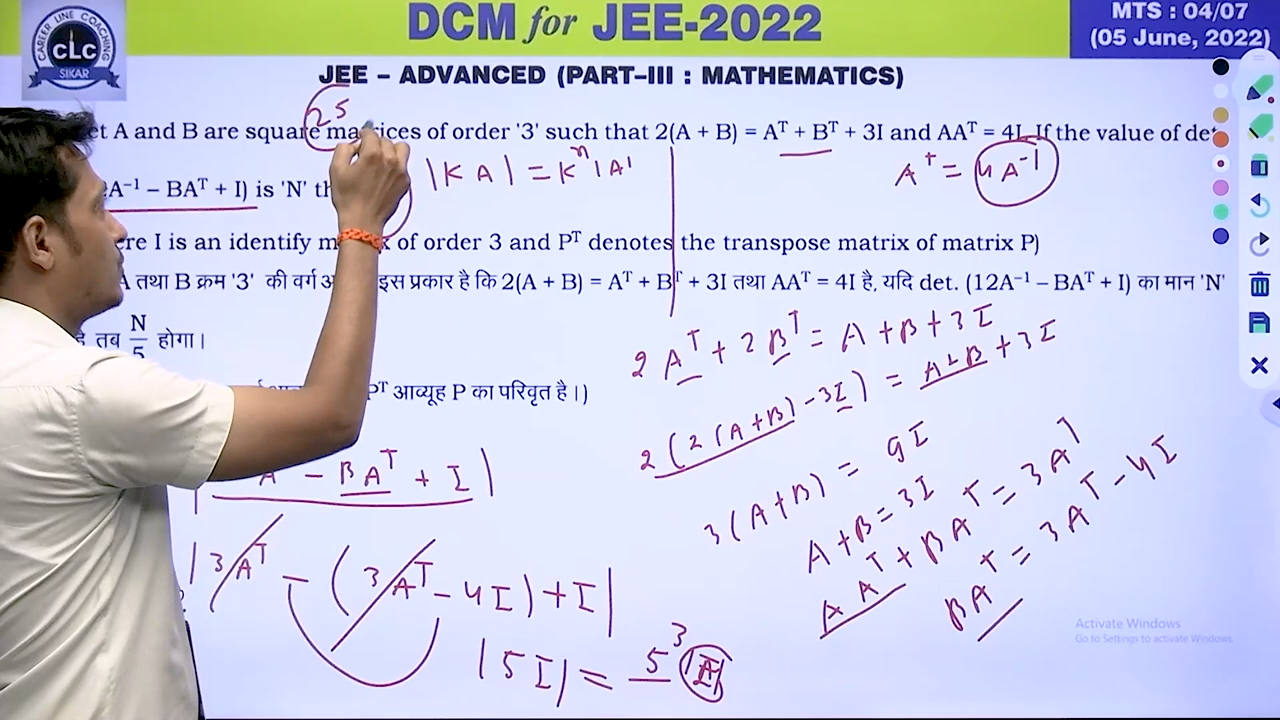 DCM for JEE-2022
MTS : 04/07
(05 June, 2022)
CAREER LINE COACHING
CLC
SIKAR
JEE – ADVANCED (PART–III : MATHEMATICS)
25
et A and B are square matrices of order '3' such that 2(A + B) = Aᵀ + Bᵀ + 3I and AAᵀ = 4I. If the value of det
|KA| = Kⁿ|A|
Aᵀ = 4A⁻¹
A⁻¹ – BAᵀ + I) is 'N' th
re I is an identify m x of order 3 and Pᵀ denotes the transpose matrix of matrix P)
A तथा B क्रम '3' की वर्ग इस प्रकार है कि 2(A + B) = Aᵀ + Bᵀ + 3I तथा AAᵀ = 4I है, यदि det. (12A⁻¹ – BAᵀ + I) का मान 'N'
है तब N/5 होगा।
Pᵀ आव्यूह P का परिवृत है।)
2Aᵀ + 2Bᵀ = A + B + 3I
2(2(A+B) - 3I) = A+B + 3I
3(A+B) = 9I
A+B = 3I
AAᵀ + BAᵀ = 3Aᵀ
BAᵀ = 3Aᵀ - 4I
A – BAᵀ + I|
|3Aᵀ – (3Aᵀ - 4I) + I|
|5I| = 5³|I|
Activate Windows
Go to Settings to activate Windows.